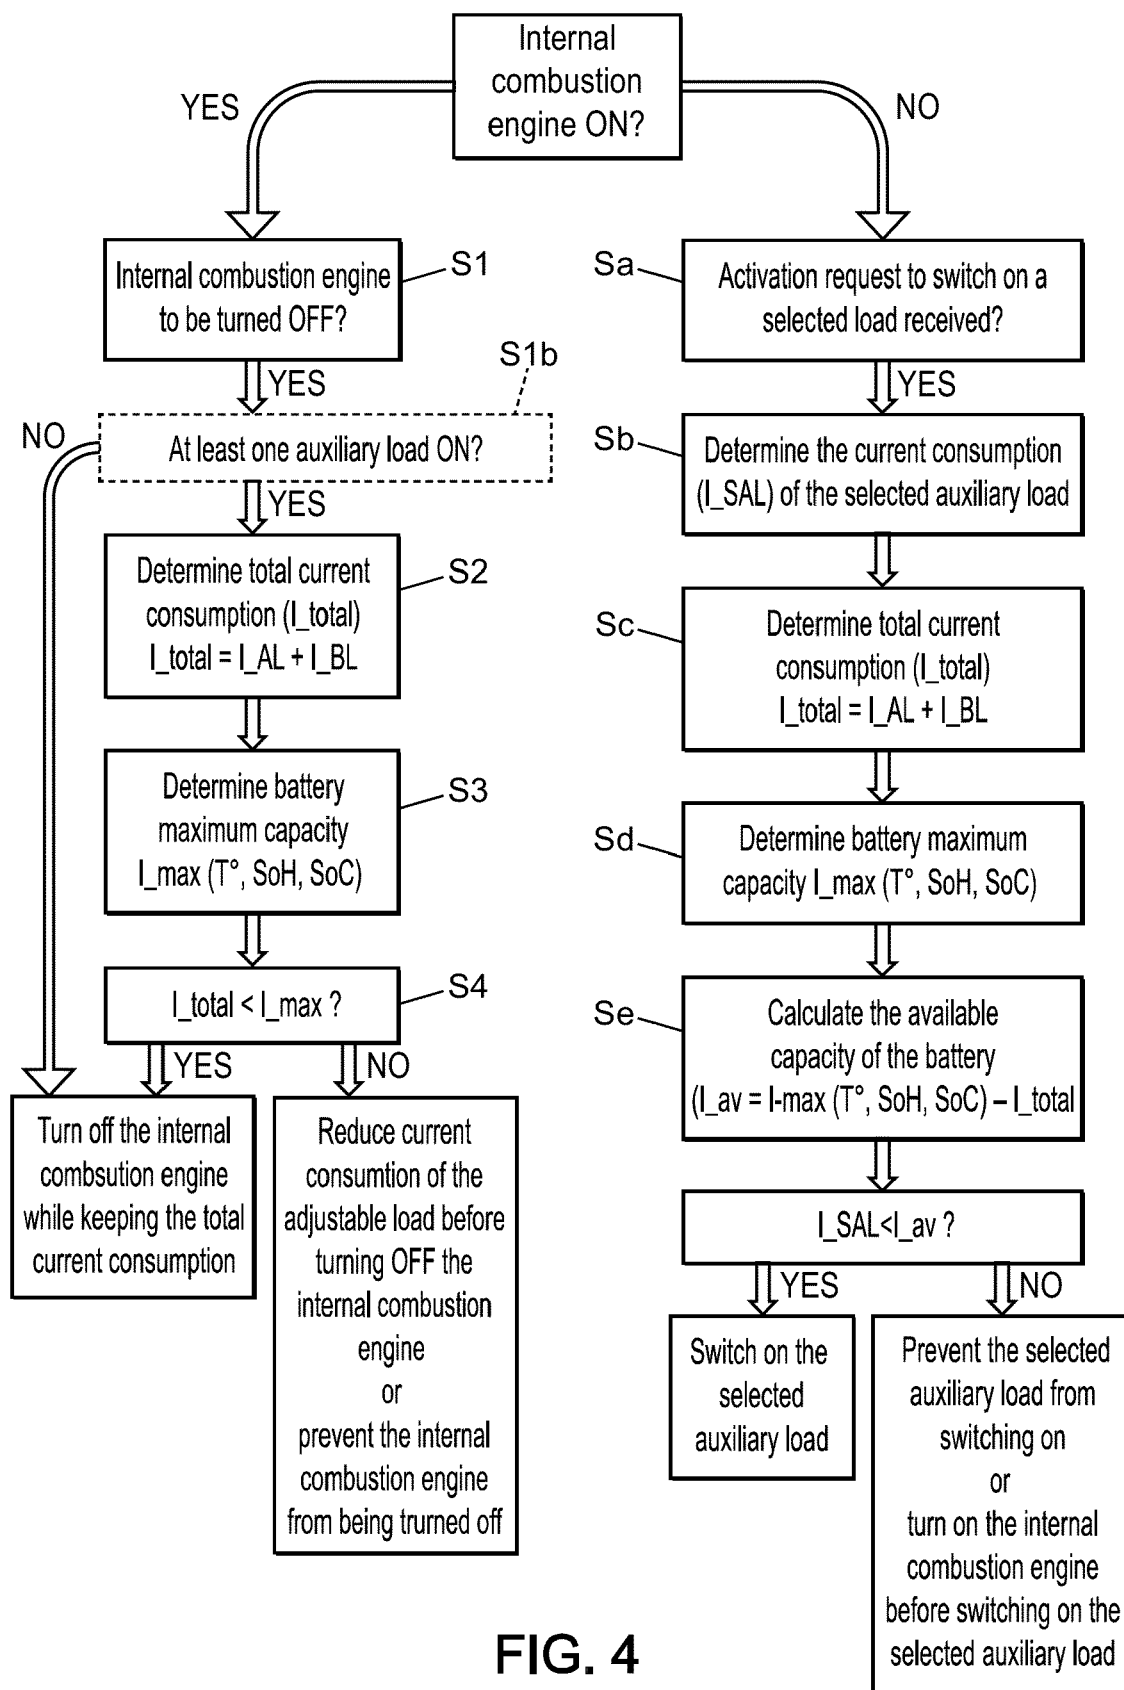 Internal
combustion
engine ON?
YES
NO
Internal combustion engine
to be turned OFF?
S1
YES
S1b
At least one auxiliary load ON?
NO
YES
Determine total current
consumption (I_total)
I_total = I_AL + I_BL
S2
Determine battery
maximum capacity
I_max (T°, SoH, SoC)
S3
I_total < I_max ?
S4
YES
NO
Turn off the internal
combsution engine
while keeping the total
current consumption
Reduce current
consumtion of the
adjustable load before
turning OFF the
internal combustion
engine
or
prevent the internal
combustion engine
from being trurned off
Sa
Activation request to switch on a
selected load received?
YES
Sb
Determine the current consumption
(I_SAL) of the selected auxiliary load
Sc
Determine total current
consumption (I_total)
I_total = I_AL + I_BL
Sd
Determine battery maximum
capacity I_max (T°, SoH, SoC)
Se
Calculate the available
capacity of the battery
(I_av = I-max (T°, SoH, SoC) – I_total
I_SAL<I_av ?
YES
NO
Switch on the
selected
auxiliary load
Prevent the selected
auxiliary load from
switching on
or
turn on the internal
combustion engine
before switching on the
selected auxiliary load
FIG. 4